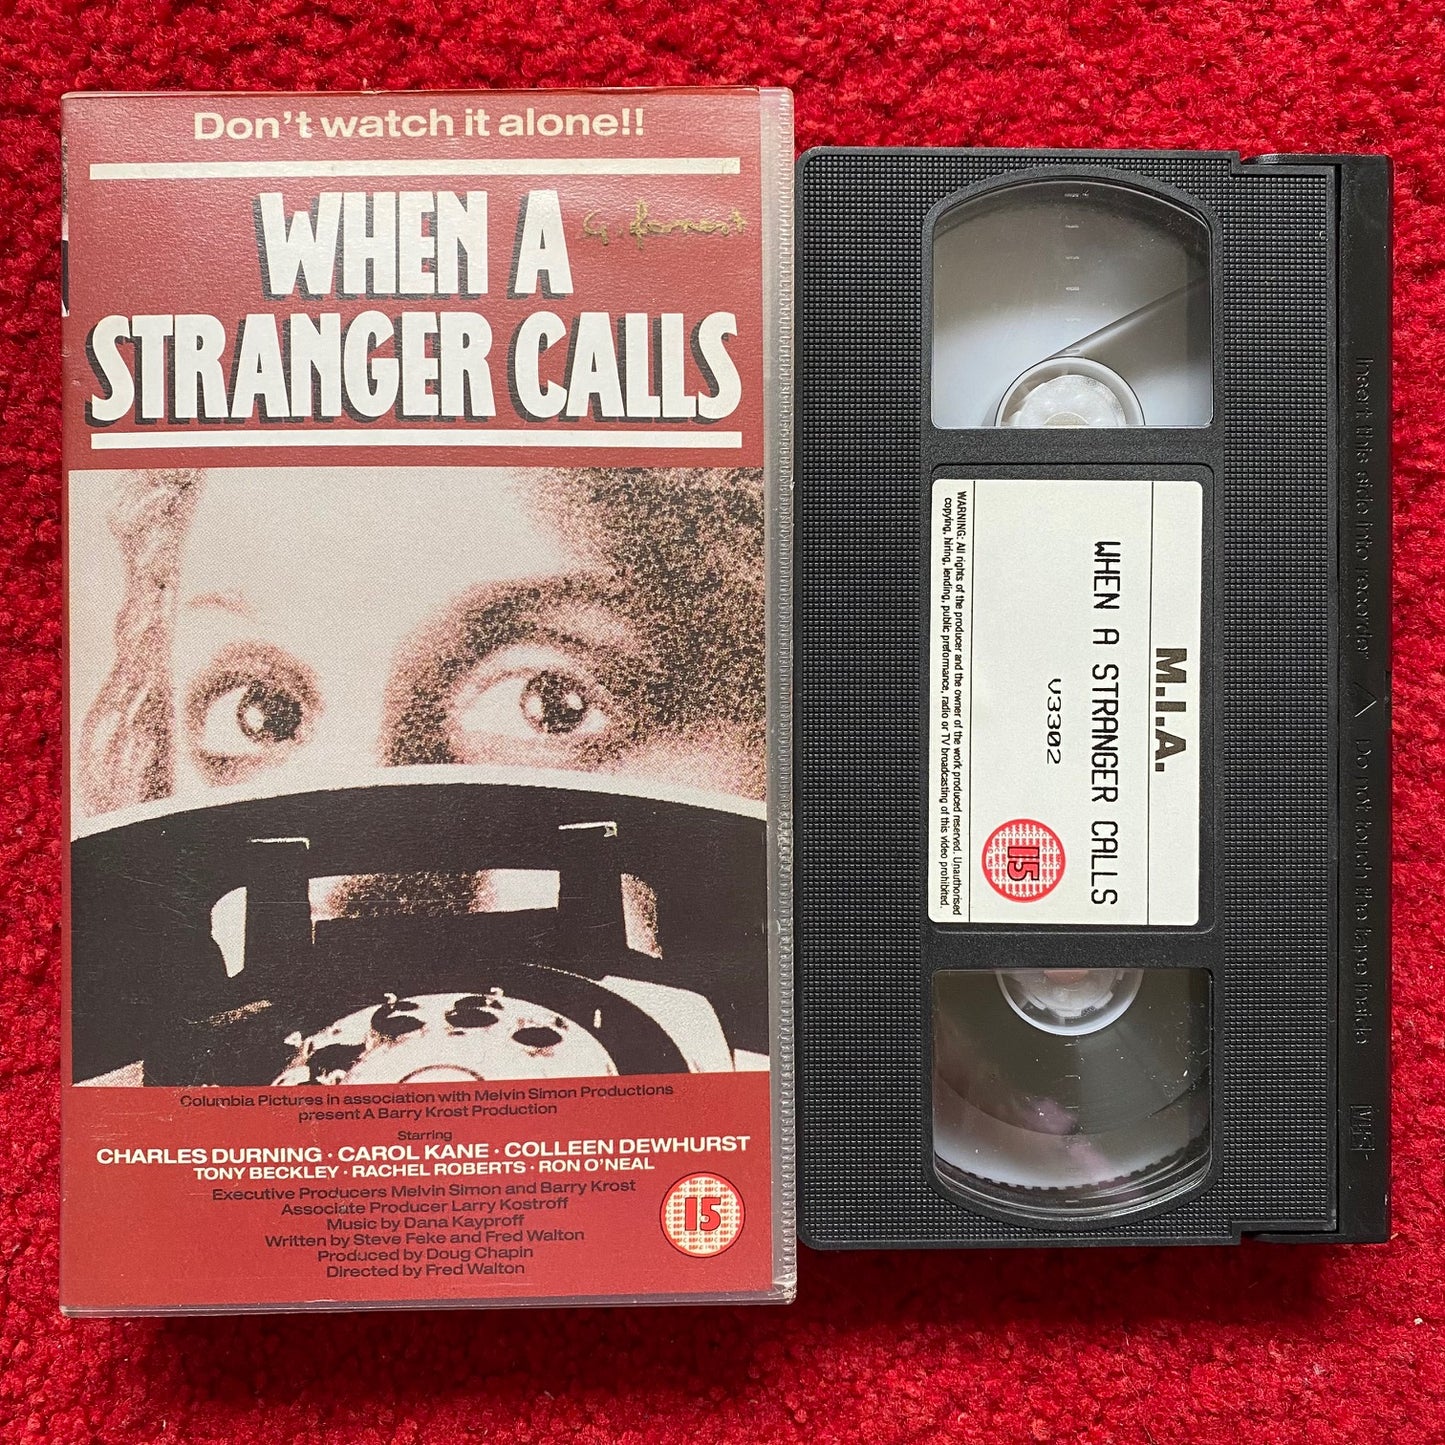 Don't watch it alone!!
WHEN A
STRANGER CALLS
Columbia Pictures in association with Melvin Simon Productions
present A Barry Krost Production
Starring
CHARLES DURNING · CAROL KANE · COLLEEN DEWHURST
TONY BECKLEY · RACHEL ROBERTS · RON O'NEAL
Executive Producers Melvin Simon and Barry Krost
Associate Producer Larry Kostroff
Music by Dana Kayproff
Written by Steve Feke and Fred Walton
Produced by Doug Chapin
Directed by Fred Walton
15
M.I.A.
WHEN A STRANGER CALLS
V3302
15
WARNING: All rights of the producer and the owner of the work produced reserved. Unauthorised
copying, hiring, lending, public preformance, radio or TV broadcasting of this video prohibited.
Insert this side into recorder △ Do not touch the tape inside
VHS